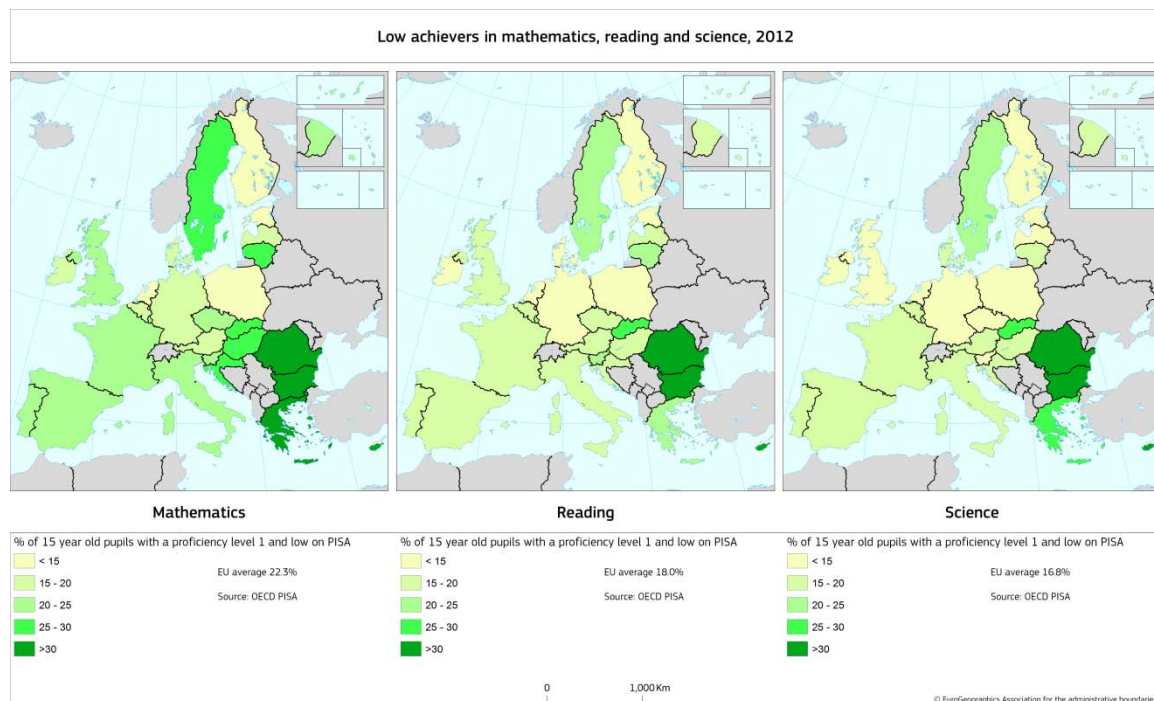 Low achievers in mathematics, reading and science, 2012
Mathematics
% of 15 year old pupils with a proficiency level 1 and low on PISA
< 15
15 - 20
20 - 25
25 - 30
>30
EU average 22.3%
Source: OECD PISA
Reading
% of 15 year old pupils with a proficiency level 1 and low on PISA
< 15
15 - 20
20 - 25
25 - 30
>30
EU average 18.0%
Source: OECD PISA
Science
% of 15 year old pupils with a proficiency level 1 and low on PISA
< 15
15 - 20
20 - 25
25 - 30
>30
EU average 16.8%
Source: OECD PISA
0 1,000 Km
© EuroGeographics Association for the administrative boundarie